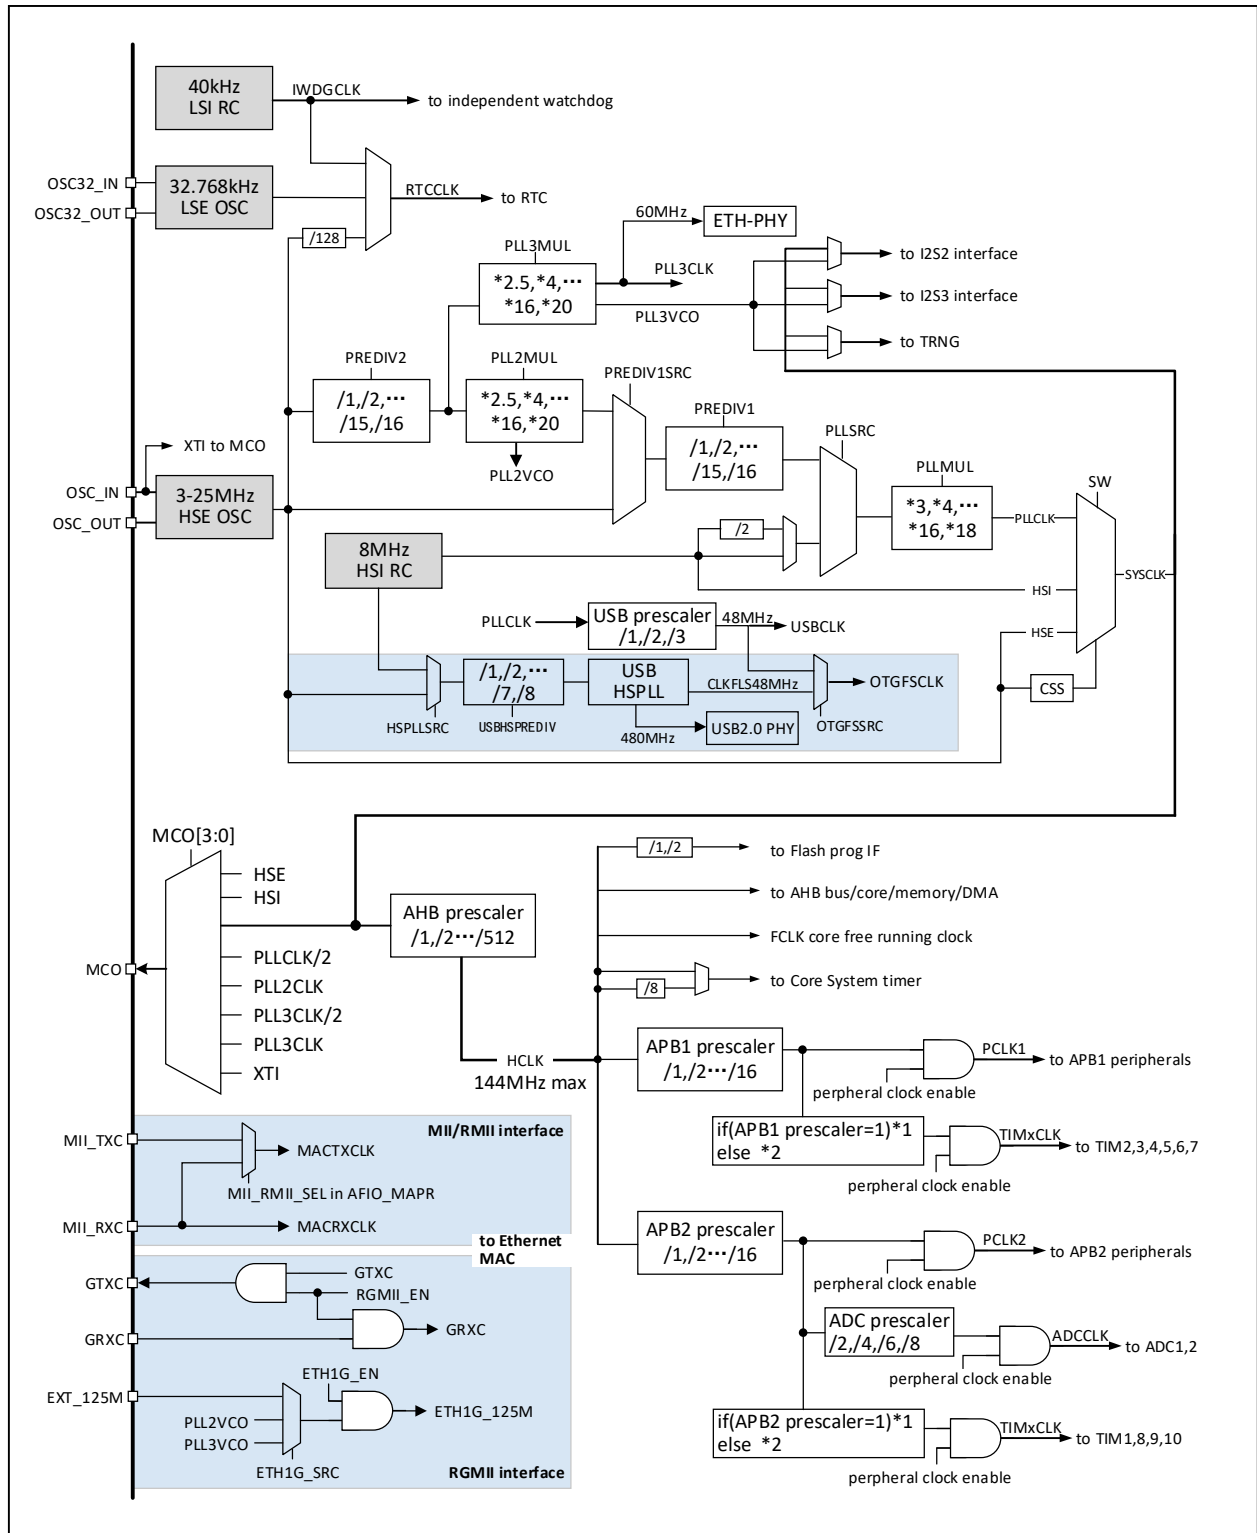 40kHz
LSI RC
IWDGCLK
to independent watchdog
OSC32_IN
OSC32_OUT
32.768kHz
LSE OSC
RTCCLK
to RTC
/128
60MHz
ETH-PHY
PLL3MUL
*2.5,*4,···
*16,*20
PLL3CLK
PLL3VCO
to I2S2 interface
to I2S3 interface
to TRNG
PREDIV2
/1,/2,···
/15,/16
PLL2MUL
*2.5,*4,···
*16,*20
PLL2VCO
PREDIV1SRC
PREDIV1
/1,/2,···
/15,/16
PLLSRC
PLLMUL
*3,*4,···
*16,*18
PLLCLK
SW
XTI to MCO
OSC_IN
OSC_OUT
3-25MHz
HSE OSC
8MHz
HSI RC
/2
HSI
HSE
SYSCLK
CSS
PLLCLK
USB prescaler
/1,/2,/3
48MHz
USBCLK
/1,/2,···
/7,/8
USB
HSPLL
CLKFLS48MHz
OTGFSCLK
HSPLLSRC
USBHSPREDIV
480MHz
USB2.0 PHY
OTGFSSRC
MCO[3:0]
HSE
HSI
PLLCLK/2
PLL2CLK
PLL3CLK/2
PLL3CLK
XTI
MCO
AHB prescaler
/1,/2···/512
HCLK
144MHz max
/1,/2
to Flash prog IF
to AHB bus/core/memory/DMA
FCLK core free running clock
/8
to Core System timer
APB1 prescaler
/1,/2···/16
PCLK1
to APB1 peripherals
perpheral clock enable
if(APB1 prescaler=1)*1
else *2
TIMxCLK
to TIM2,3,4,5,6,7
perpheral clock enable
APB2 prescaler
/1,/2···/16
PCLK2
to APB2 peripherals
perpheral clock enable
ADC prescaler
/2,/4,/6,/8
ADCCLK
to ADC1,2
perpheral clock enable
if(APB2 prescaler=1)*1
else *2
TIMxCLK
to TIM1,8,9,10
perpheral clock enable
MII/RMII interface
MII_TXC
MACTXCLK
MII_RMII_SEL in AFIO_MAPR
MII_RXC
MACRXCLK
to Ethernet
MAC
GTXC
GTXC
RGMII_EN
GRXC
GRXC
ETH1G_EN
EXT_125M
ETH1G_125M
PLL2VCO
PLL3VCO
ETH1G_SRC
RGMII interface